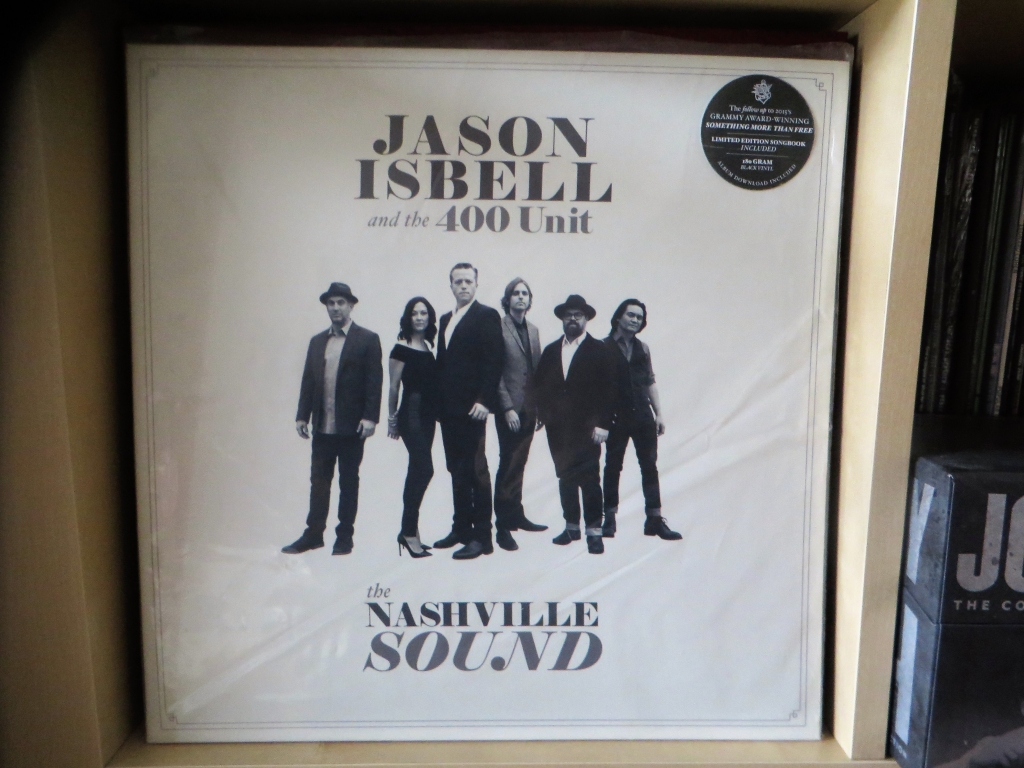 JASON
ISBELL
and the 400 Unit
The follow up to 2015's
GRAMMY AWARD-WINNING
SOMETHING MORE THAN FREE
LIMITED EDITION SONGBOOK
INCLUDED
180 GRAM
BLACK VINYL
ALBUM DOWNLOAD INCLUDED
the
NASHVILLE
SOUND
THE CO